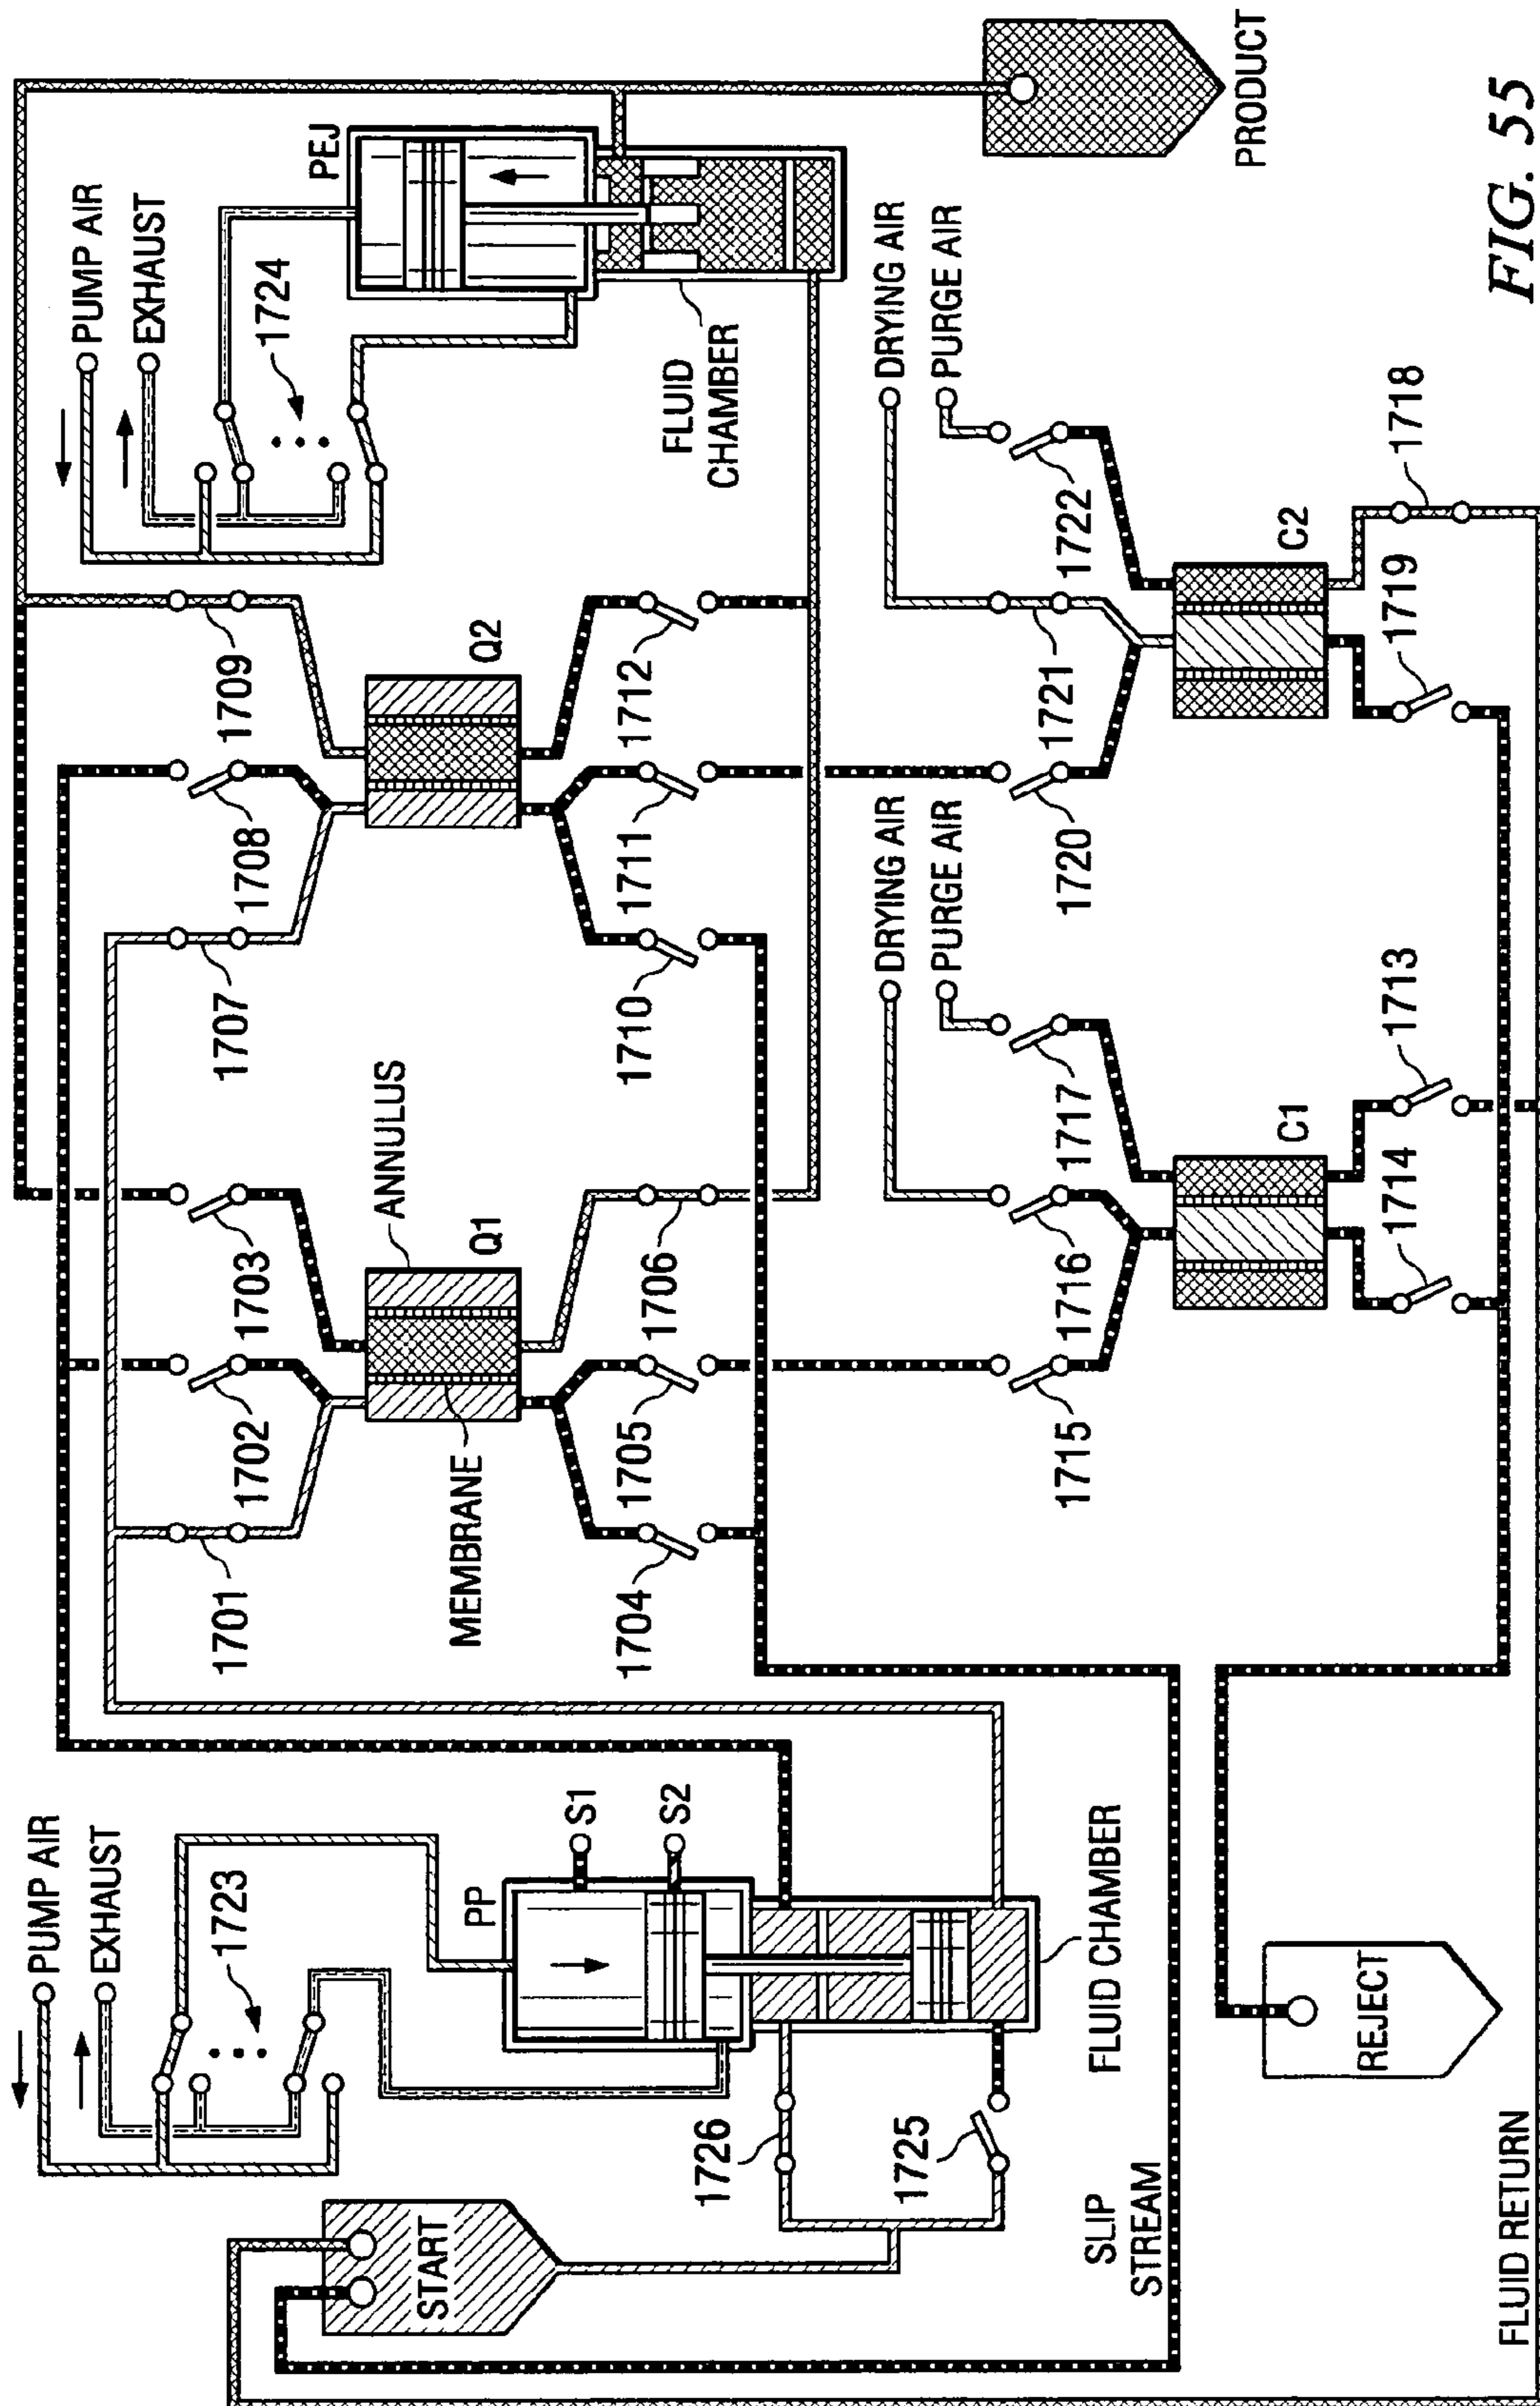 PUMP AIR
EXHAUST
1723
START
PP
S1
S2
1726
1725
FLUID CHAMBER
SLIP
STREAM
FLUID RETURN
REJECT
1701
1702
1703
MEMBRANE
ANNULUS
Q1
1704
1705
1706
1707
1708
1709
Q2
1710
1711
1712
PUMP AIR
EXHAUST
1724
PEJ
FLUID
CHAMBER
PRODUCT
DRYING AIR
PURGE AIR
1715
1716
1717
C1
1714
1713
DRYING AIR
PURGE AIR
1720
1721
1722
C2
1719
1718
FIG. 55